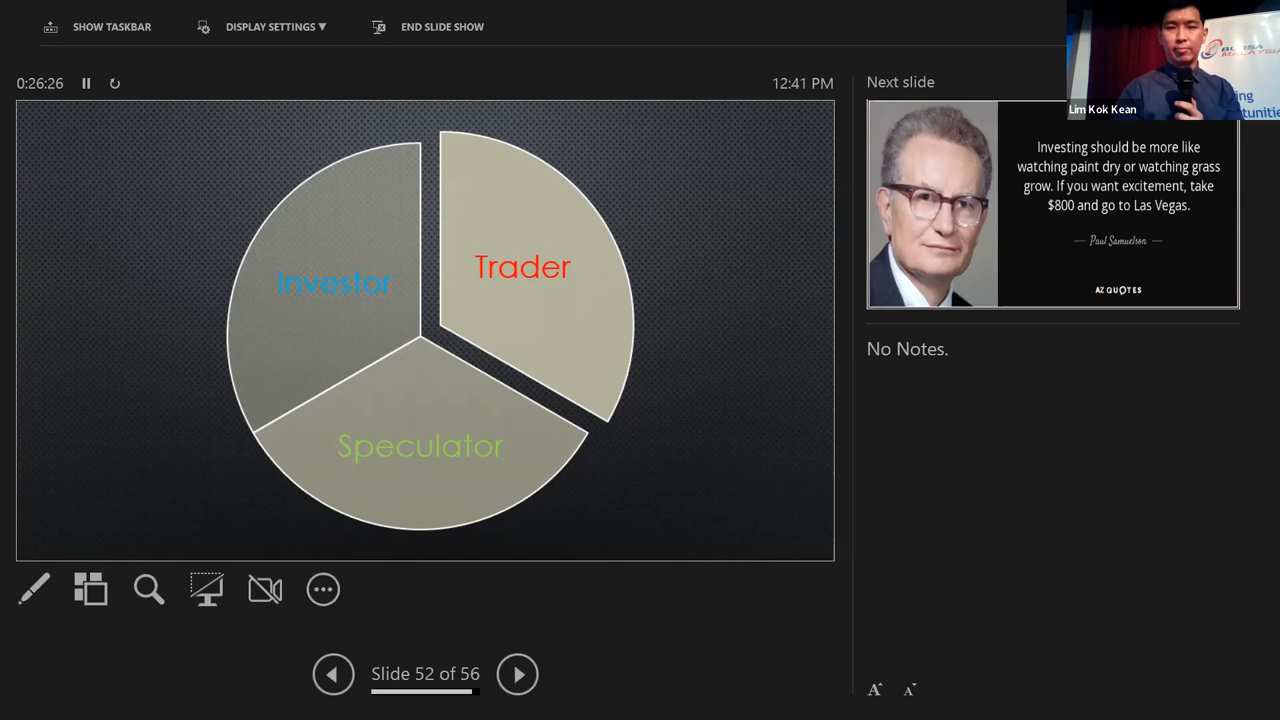 SHOW TASKBAR
DISPLAY SETTINGS ▼
END SLIDE SHOW
BURSA
MALAYSIA
Lim Kok Kean
0:26:26
12:41 PM
Next slide
Investor
Trader
Speculator
Investing should be more like
watching paint dry or watching grass
grow. If you want excitement, take
$800 and go to Las Vegas.
— Paul Samuelson —
AZ QUOTES
No Notes.
Slide 52 of 56
A A